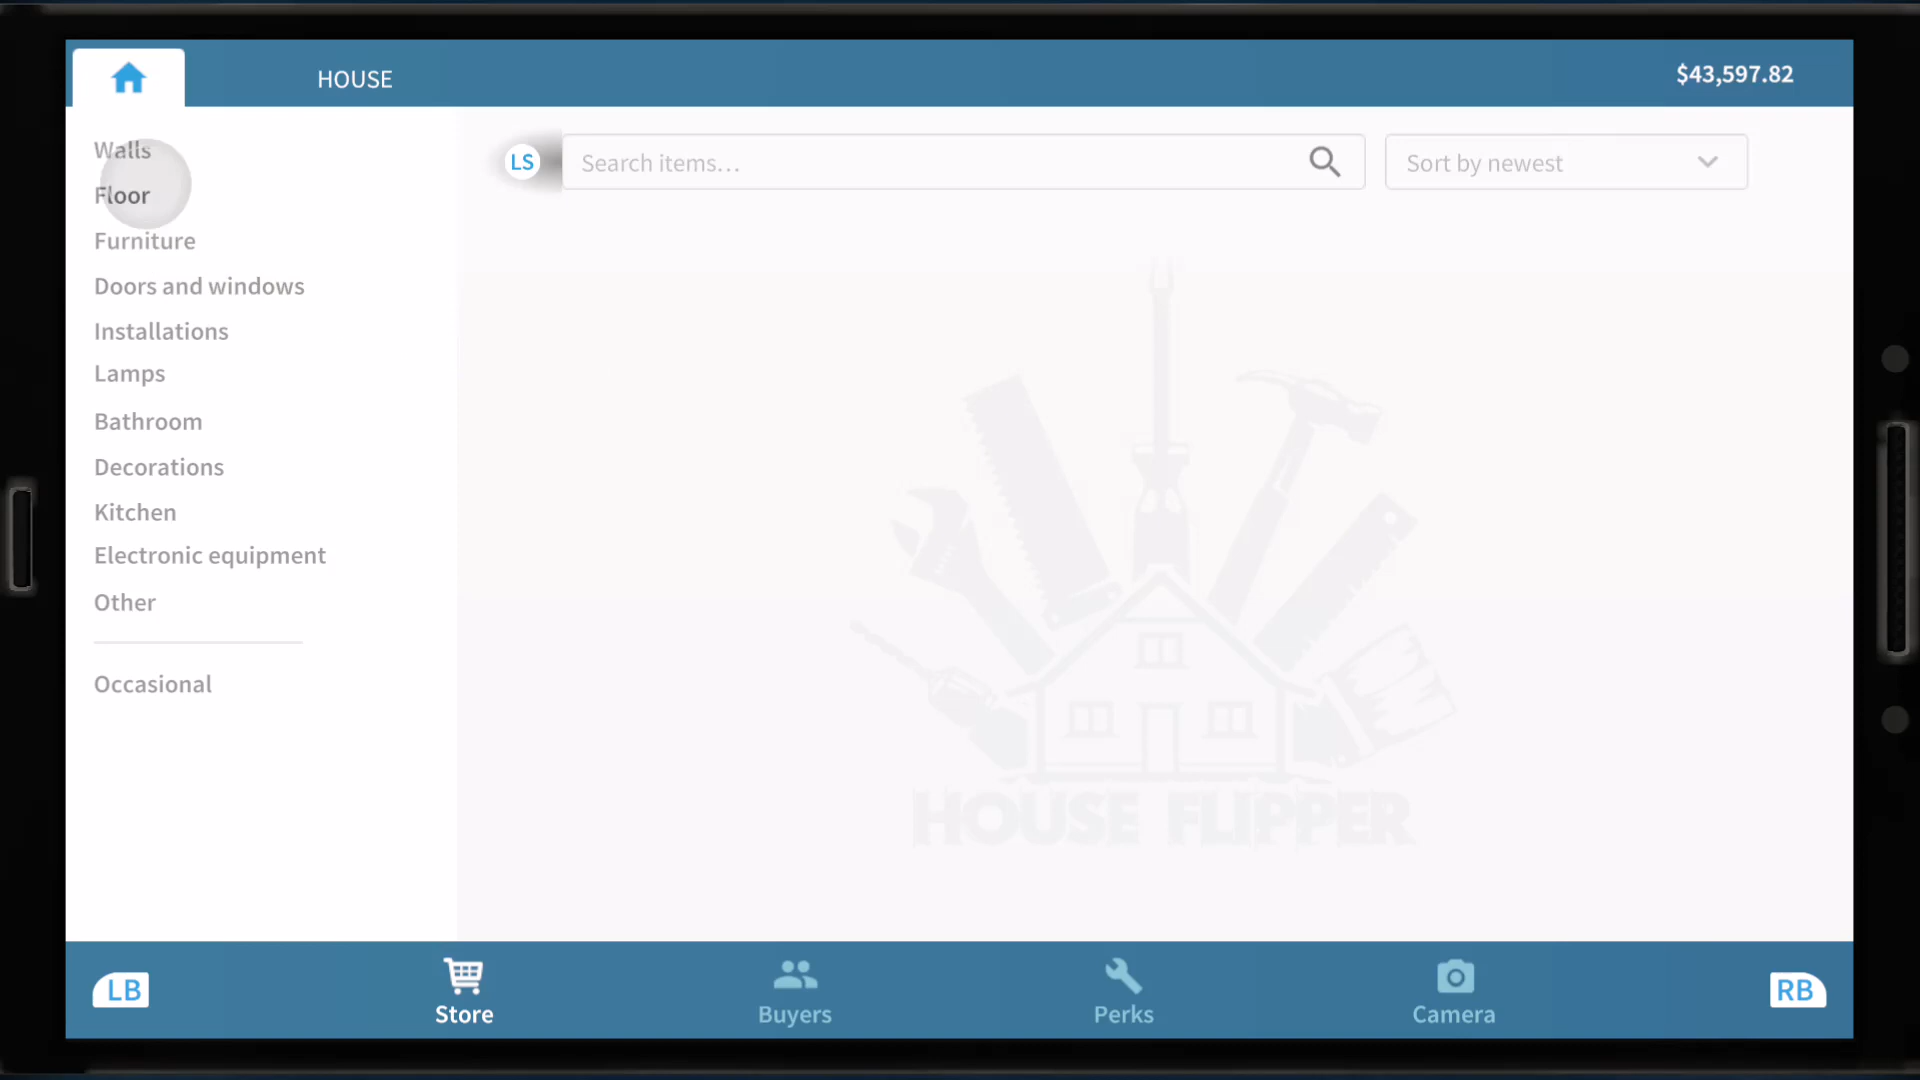 HOUSE
$43,597.82
Walls
Floor
Furniture
Doors and windows
Installations
Lamps
Bathroom
Decorations
Kitchen
Electronic equipment
Other
Occasional
LS
Search items...
Sort by newest
HOUSE FLIPPER
LB
Store
Buyers
Perks
Camera
RB